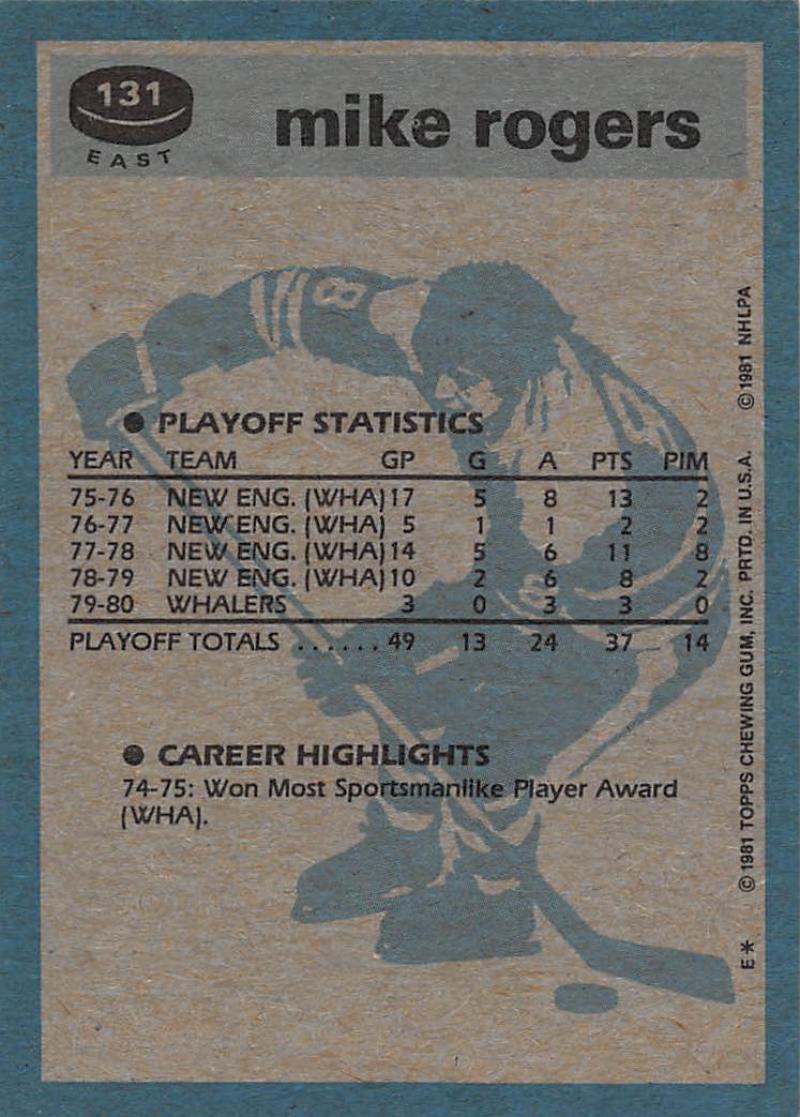 131
EAST
mike rogers
● PLAYOFF STATISTICS
YEAR TEAM GP G A PTS PIM
75-76 NEW ENG. (WHA) 17 5 8 13 2
76-77 NEW ENG. (WHA) 5 1 1 2 2
77-78 NEW ENG. (WHA) 14 5 6 11 8
78-79 NEW ENG. (WHA) 10 2 6 8 2
79-80 WHALERS 3 0 3 3 0
PLAYOFF TOTALS ...... 49 13 24 37 14
● CAREER HIGHLIGHTS
74-75: Won Most Sportsmanlike Player Award
(WHA).
E* © 1981 TOPPS CHEWING GUM, INC. PRTD. IN U.S.A. © 1981 NHLPA
8